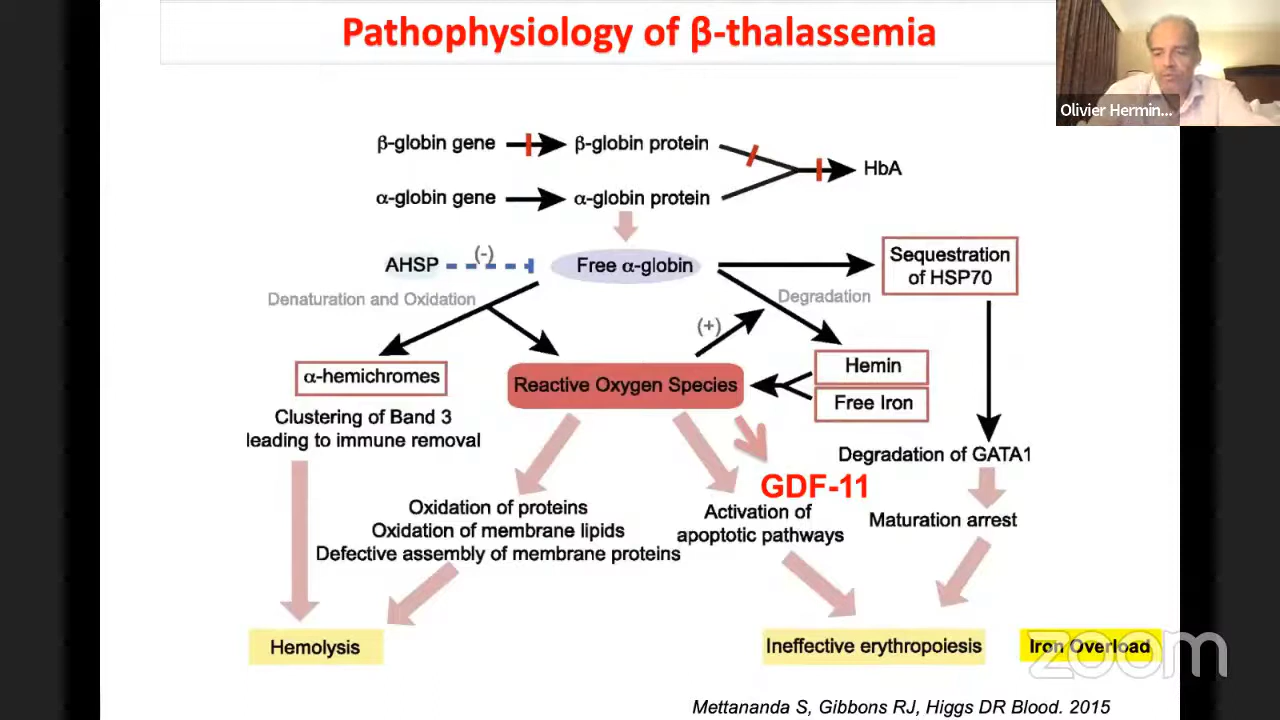 Pathophysiology of β-thalassemia
Olivier Hermin...
β-globin gene
β-globin protein
HbA
α-globin gene
α-globin protein
AHSP
(-)
Free α-globin
Sequestration
of HSP70
Denaturation and Oxidation
Degradation
(+)
α-hemichromes
Reactive Oxygen Species
Hemin
Free Iron
Clustering of Band 3
leading to immune removal
Degradation of GATA1
GDF-11
Oxidation of proteins
Oxidation of membrane lipids
Defective assembly of membrane proteins
Activation of
apoptotic pathways
Maturation arrest
Hemolysis
Ineffective erythropoiesis
Iron Overload
zoom
Mettananda S, Gibbons RJ, Higgs DR Blood. 2015